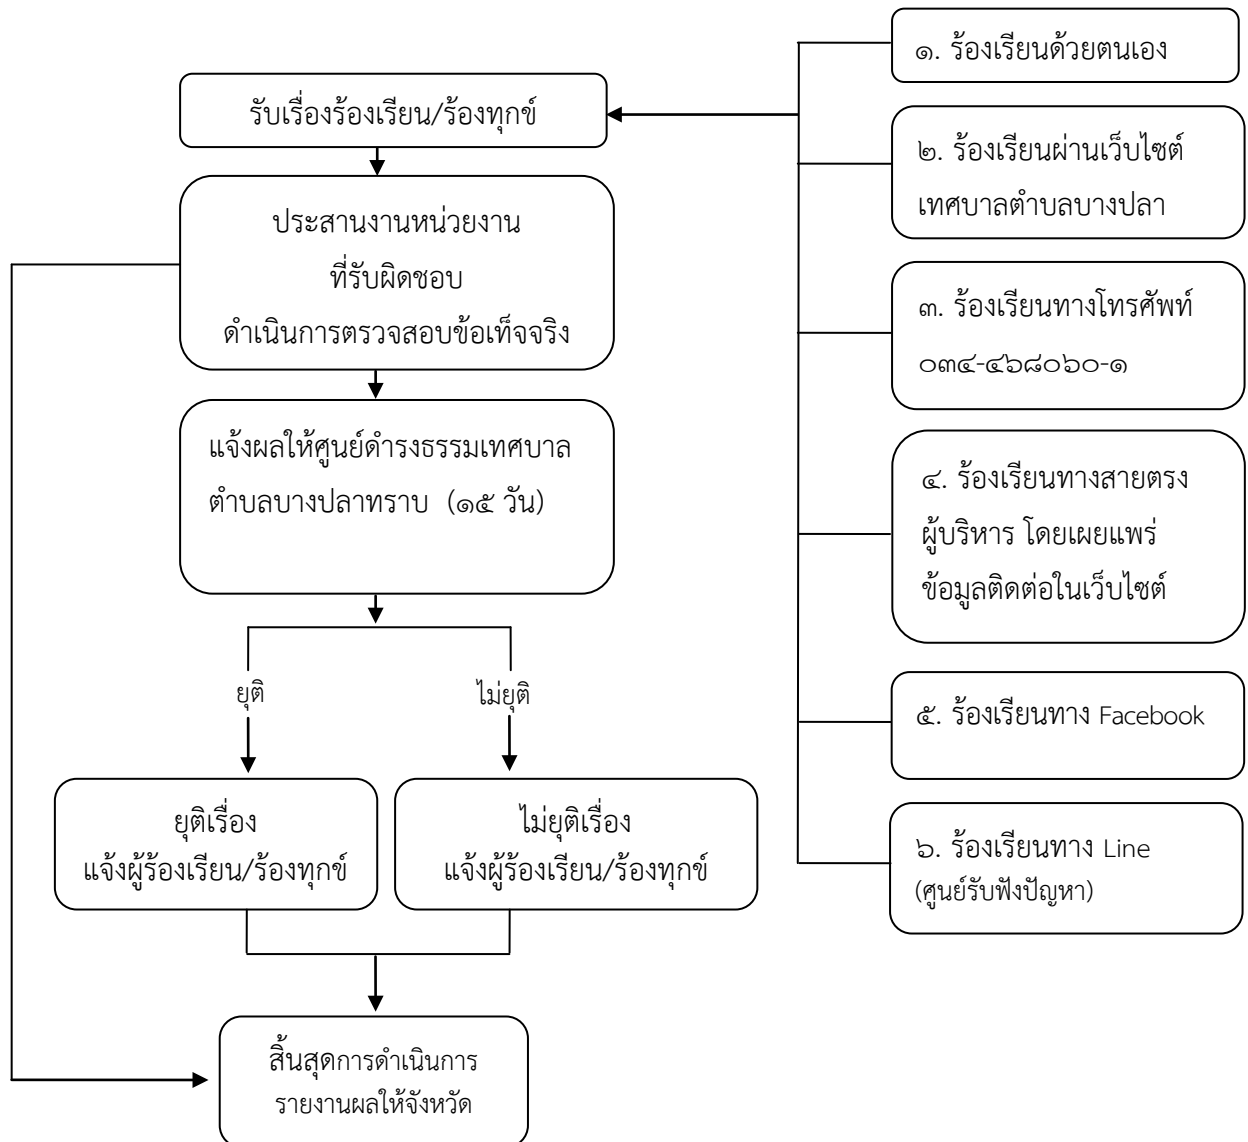 รับเรื่องร้องเรียน/ร้องทุกข์
ประสานงานหน่วยงาน
ที่รับผิดชอบ
ดำเนินการตรวจสอบข้อเท็จจริง
แจ้งผลให้ศูนย์ดำรงธรรมเทศบาล
ตำบลบางปลาทราบ (๑๕ วัน)
ยุติ
ไม่ยุติ
ยุติเรื่อง
แจ้งผู้ร้องเรียน/ร้องทุกข์
ไม่ยุติเรื่อง
แจ้งผู้ร้องเรียน/ร้องทุกข์
สิ้นสุดการดำเนินการ
รายงานผลให้จังหวัด
๑. ร้องเรียนด้วยตนเอง
๒. ร้องเรียนผ่านเว็บไซต์
เทศบาลตำบลบางปลา
๓. ร้องเรียนทางโทรศัพท์
๐๓๔-๔๖๘๐๖๐-๑
๔. ร้องเรียนทางสายตรง
ผู้บริหาร โดยเผยแพร่
ข้อมูลติดต่อในเว็บไซต์
๕. ร้องเรียนทาง Facebook
๖. ร้องเรียนทาง Line
(ศูนย์รับฟังปัญหา)